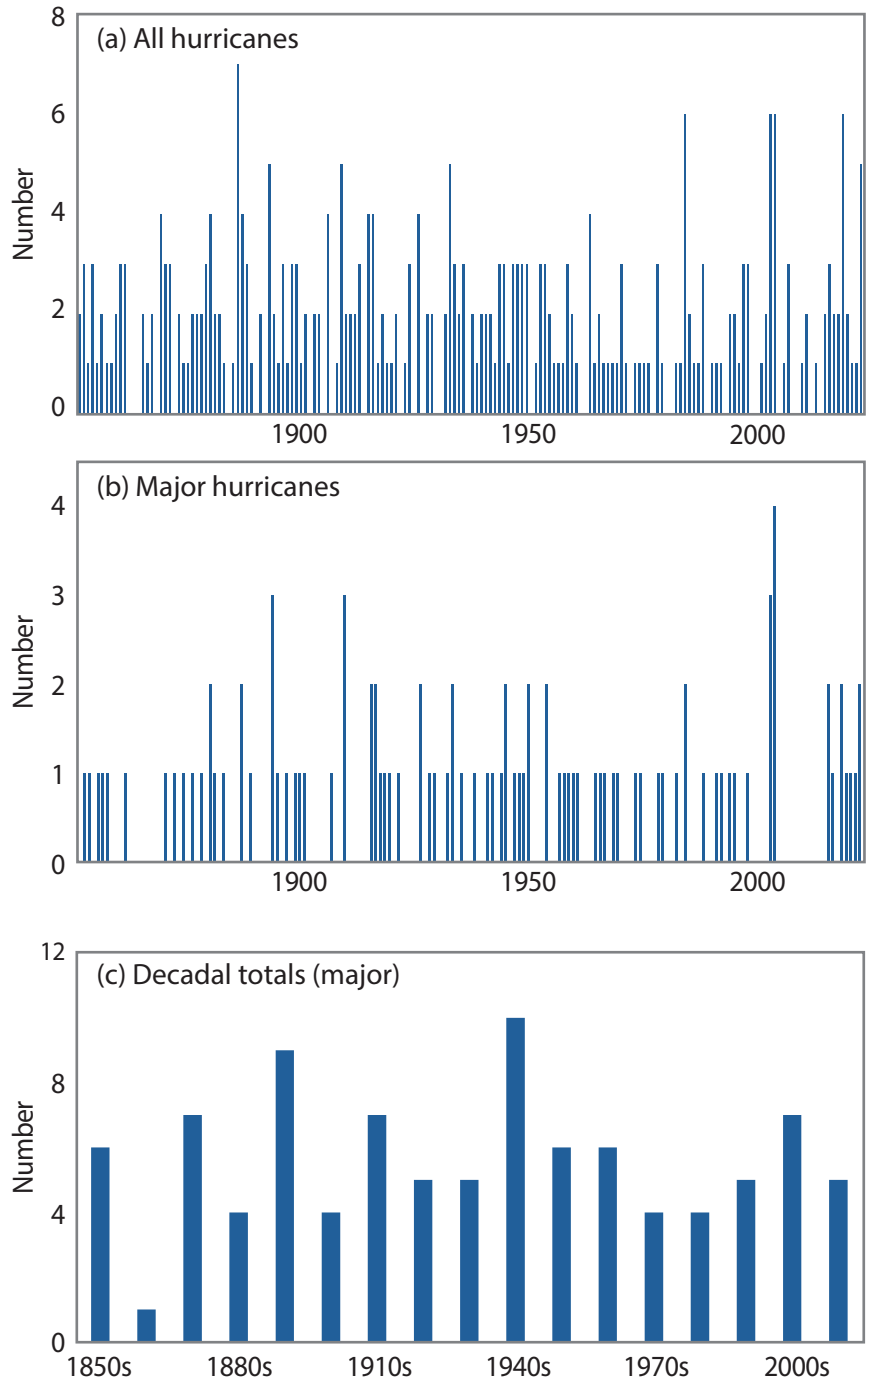 8
(a) All hurricanes
6
4
2
0
Number
1900 1950 2000
(b) Major hurricanes
4
3
2
1
0
Number
1900 1950 2000
12
(c) Decadal totals (major)
8
4
0
Number
1850s 1880s 1910s 1940s 1970s 2000s